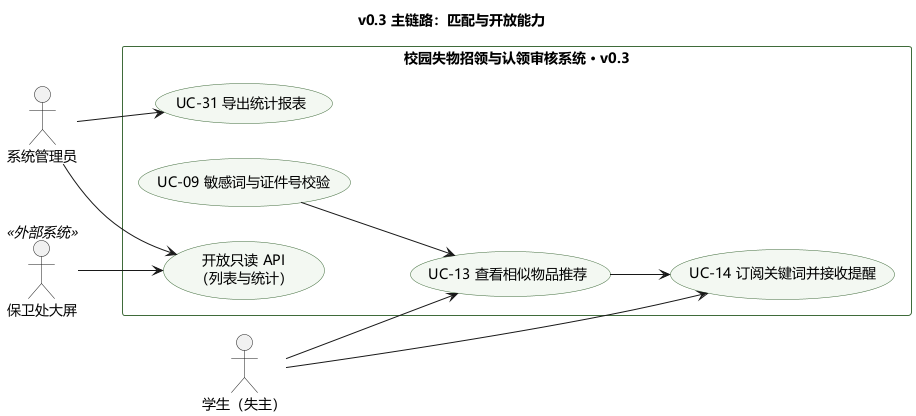 v0.3 主链路：匹配与开放能力
校园失物招领与认领审核系统 • v0.3
UC-31 导出统计报表
系统管理员
UC-09 敏感词与证件号校验
«外部系统»
保卫处大屏
开放只读 API
（列表与统计）
UC-13 查看相似物品推荐
UC-14 订阅关键词并接收提醒
学生（失主）